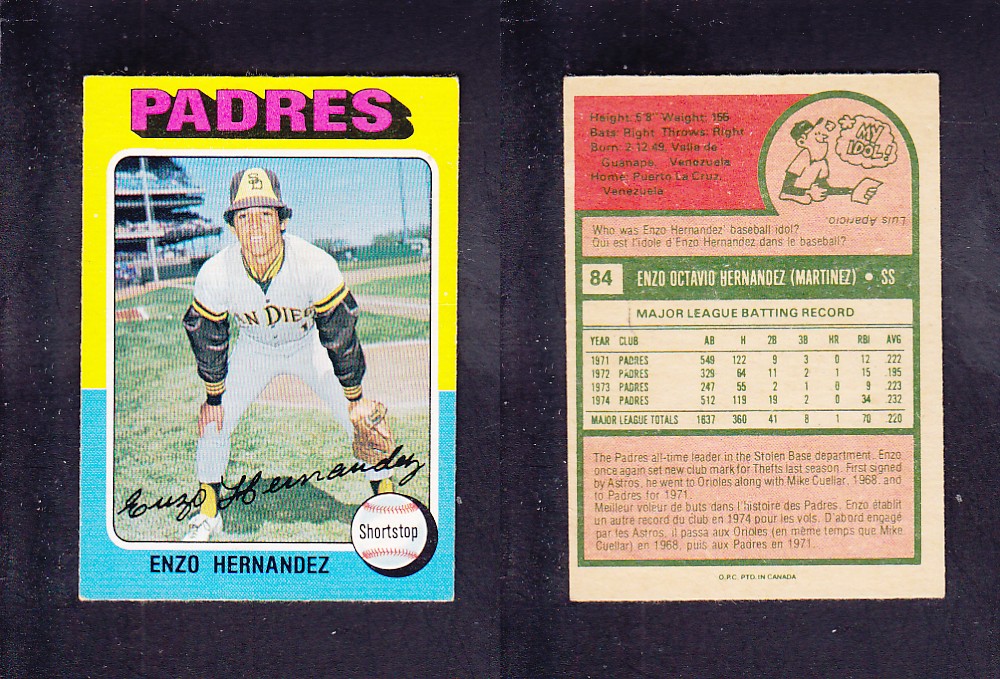 PADRES
SD
SAN DIEGO
Enzo Hernandez
Shortstop
ENZO HERNANDEZ
Height: 5'8" Weight: 155
Bats: Right Throws: Right
Born: 2-12-49, Valle de
Guanape, Venezuela
Home: Puerto La Cruz,
Venezuela
MY
IDOL!
Luis Aparicio.
Who was Enzo Hernandez' baseball idol?
Qui est l'idole d'Enzo Hernandez dans le baseball?
84 ENZO OCTAVIO HERNANDEZ (MARTINEZ) • SS
MAJOR LEAGUE BATTING RECORD
YEAR CLUB AB H 2B 3B HR RBI AVG
1971 PADRES 549 122 9 3 0 12 .222
1972 PADRES 329 64 11 2 1 15 .195
1973 PADRES 247 55 2 1 0 9 .223
1974 PADRES 512 119 19 2 0 34 .232
MAJOR LEAGUE TOTALS 1637 360 41 8 1 70 .220
The Padres all-time leader in the Stolen Base department. Enzo
once again set new club mark for Thefts last season. First signed
by Astros, he went to Orioles along with Mike Cuellar, 1968, and
to Padres for 1971.
Meilleur voleur de buts dans l'histoire des Padres. Enzo établit
un autre record du club en 1974 pour les vols. D'abord engagé
par les Astros, il passa aux Orioles (en même temps que Mike
Cuellar) en 1968, puis aux Padres en 1971.
O.P.C. PTD. IN CANADA